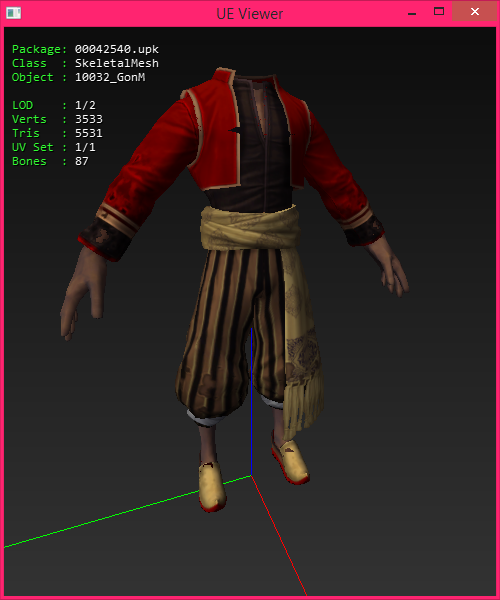 UE Viewer
Package: 00042540.upk
Class  : SkeletalMesh
Object : 10032_GonM
LOD    : 1/2
Verts  : 3533
Tris   : 5531
UV Set : 1/1
Bones  : 87